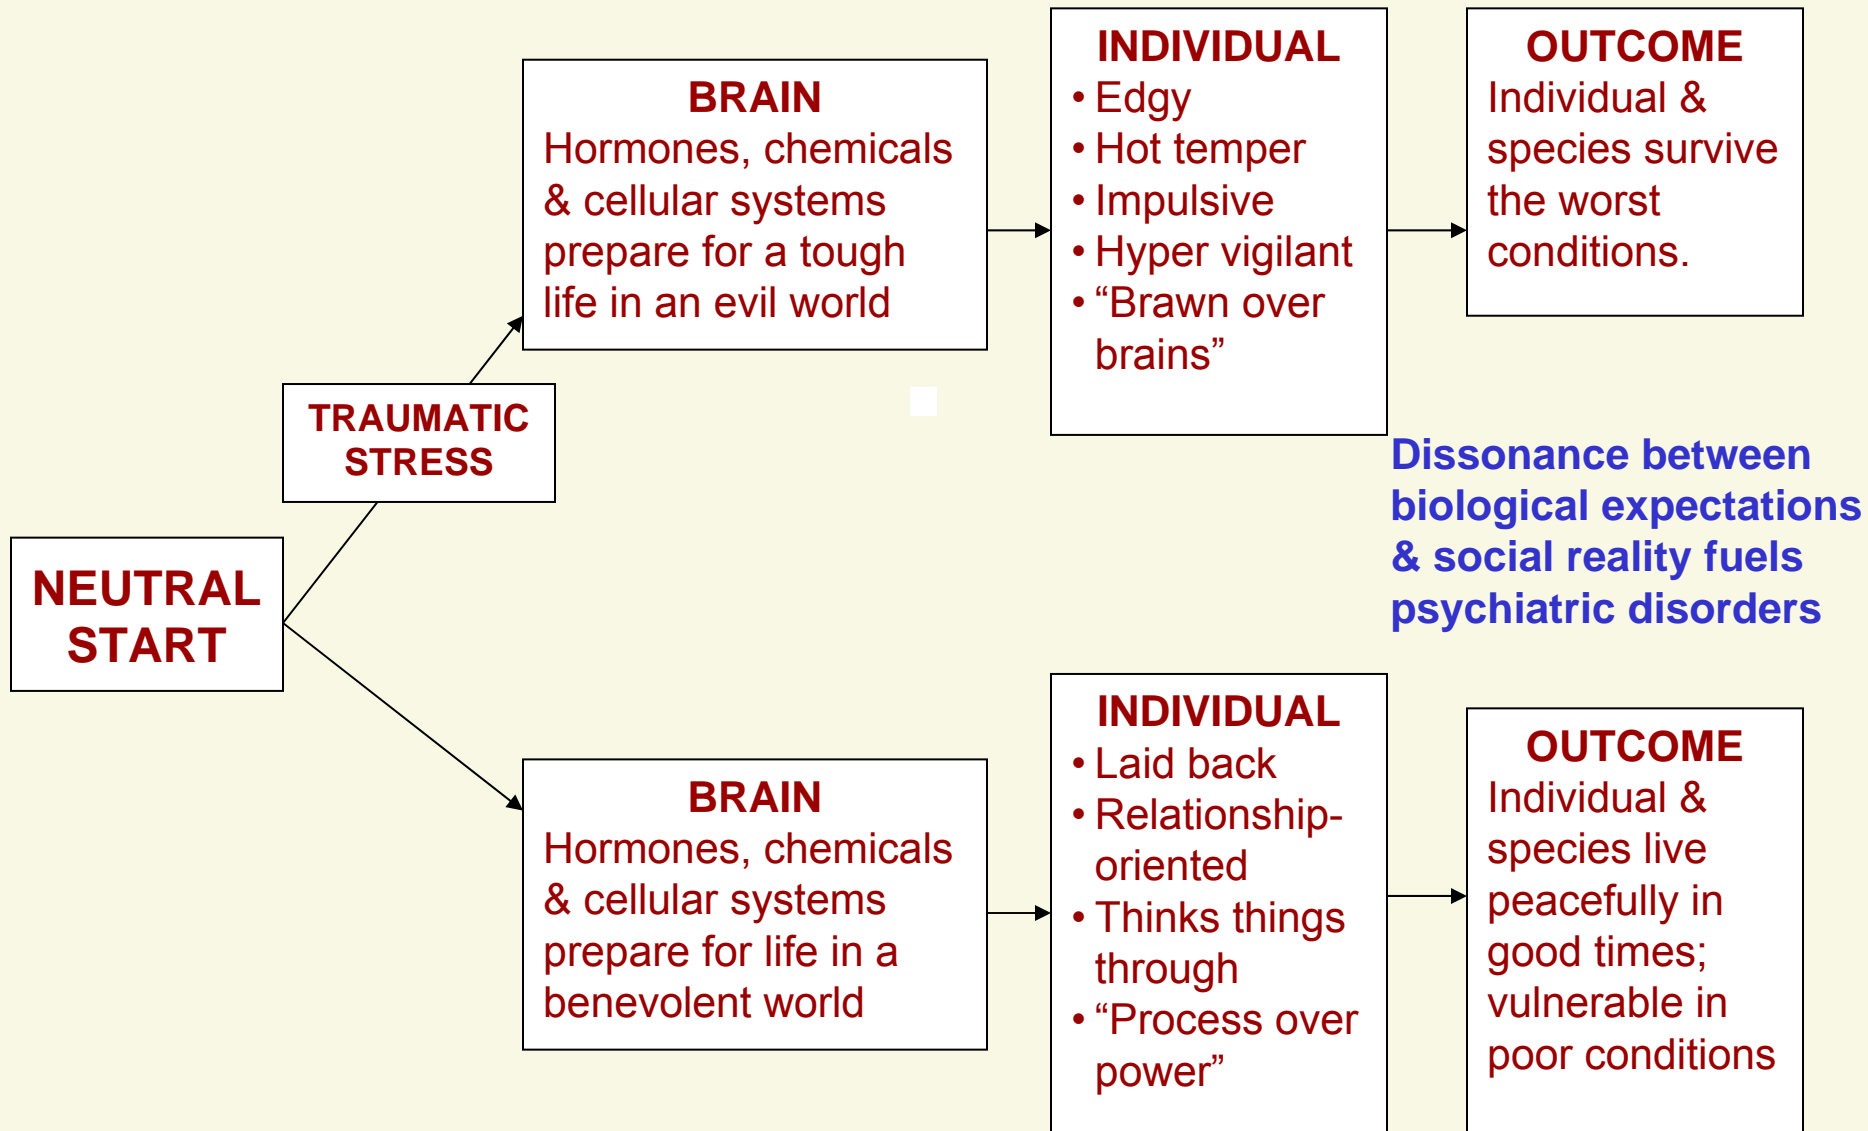 NEUTRAL
START
TRAUMATIC
STRESS
BRAIN
Hormones, chemicals
& cellular systems
prepare for a tough
life in an evil world
INDIVIDUAL
• Edgy
• Hot temper
• Impulsive
• Hyper vigilant
• “Brawn over
brains”
OUTCOME
Individual &
species survive
the worst
conditions.
Dissonance between
biological expectations
& social reality fuels
psychiatric disorders
BRAIN
Hormones, chemicals
& cellular systems
prepare for life in a
benevolent world
INDIVIDUAL
• Laid back
• Relationship-
oriented
• Thinks things
through
• “Process over
power”
OUTCOME
Individual &
species live
peacefully in
good times;
vulnerable in
poor conditions